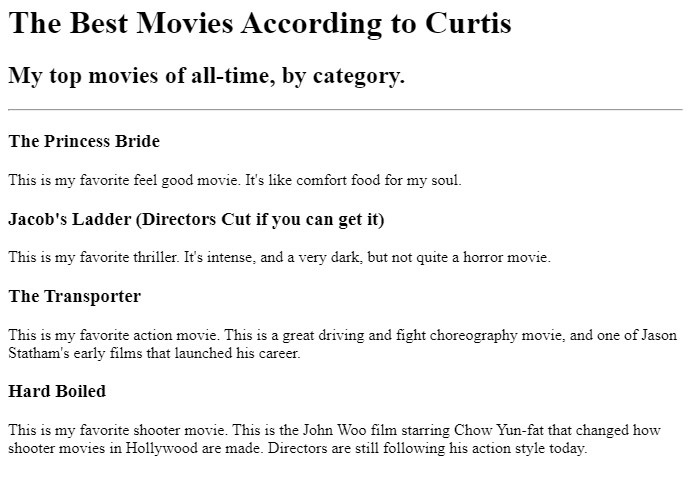 The Best Movies According to Curtis
My top movies of all-time, by category.
The Princess Bride
This is my favorite feel good movie. It's like comfort food for my soul.
Jacob's Ladder (Directors Cut if you can get it)
This is my favorite thriller. It's intense, and a very dark, but not quite a horror movie.
The Transporter
This is my favorite action movie. This is a great driving and fight choreography movie, and one of Jason
Statham's early films that launched his career.
Hard Boiled
This is my favorite shooter movie. This is the John Woo film starring Chow Yun-fat that changed how
shooter movies in Hollywood are made. Directors are still following his action style today.